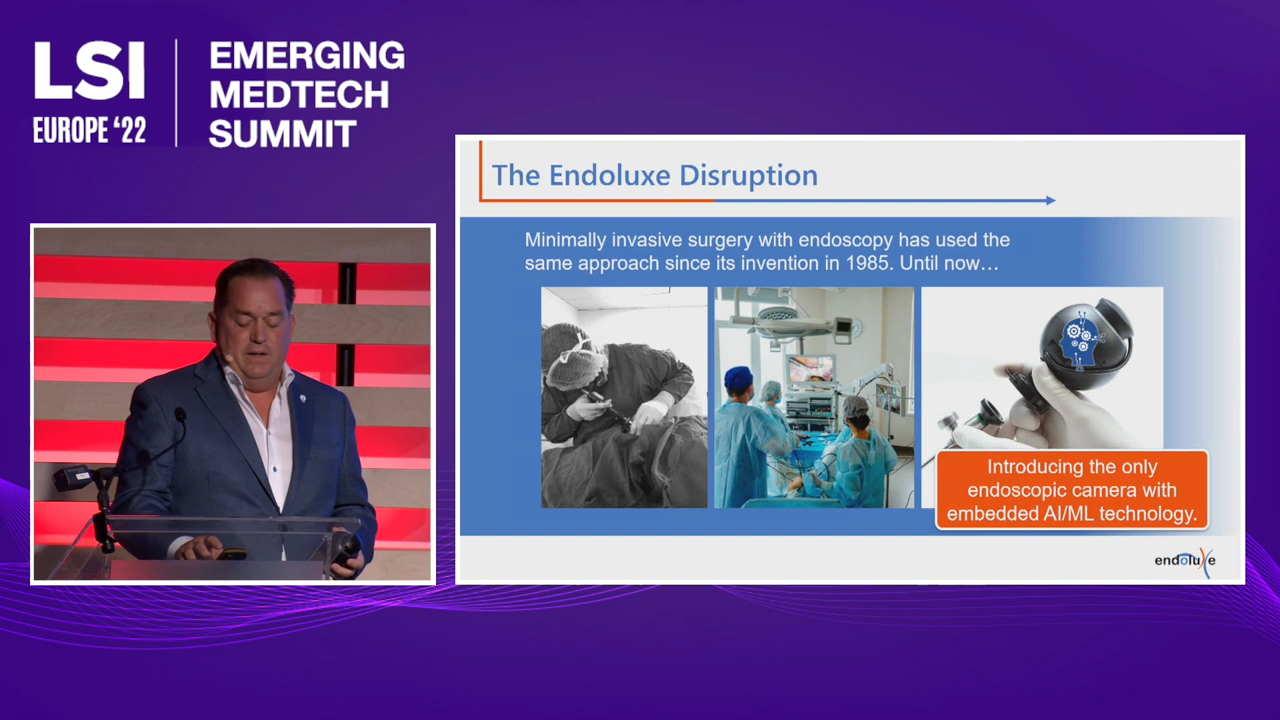 LSI
EUROPE ‘22
EMERGING
MEDTECH
SUMMIT
The Endoluxe Disruption
Minimally invasive surgery with endoscopy has used the
same approach since its invention in 1985. Until now…
Introducing the only
endoscopic camera with
embedded AI/ML technology.
endoluxe